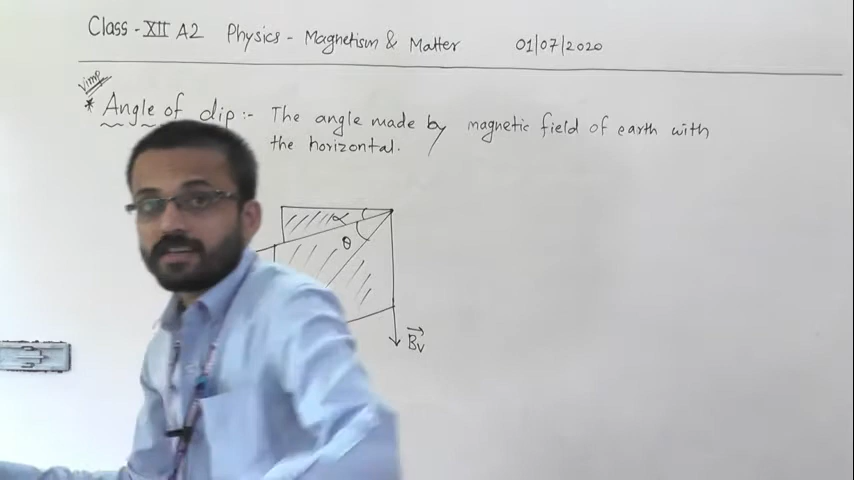 Class - XII A2 Physics - Magnetism & Matter 01/07/2020
Vimp
* Angle of dip :- The angle made by magnetic field of earth with
the horizontal.
α
θ
Bv